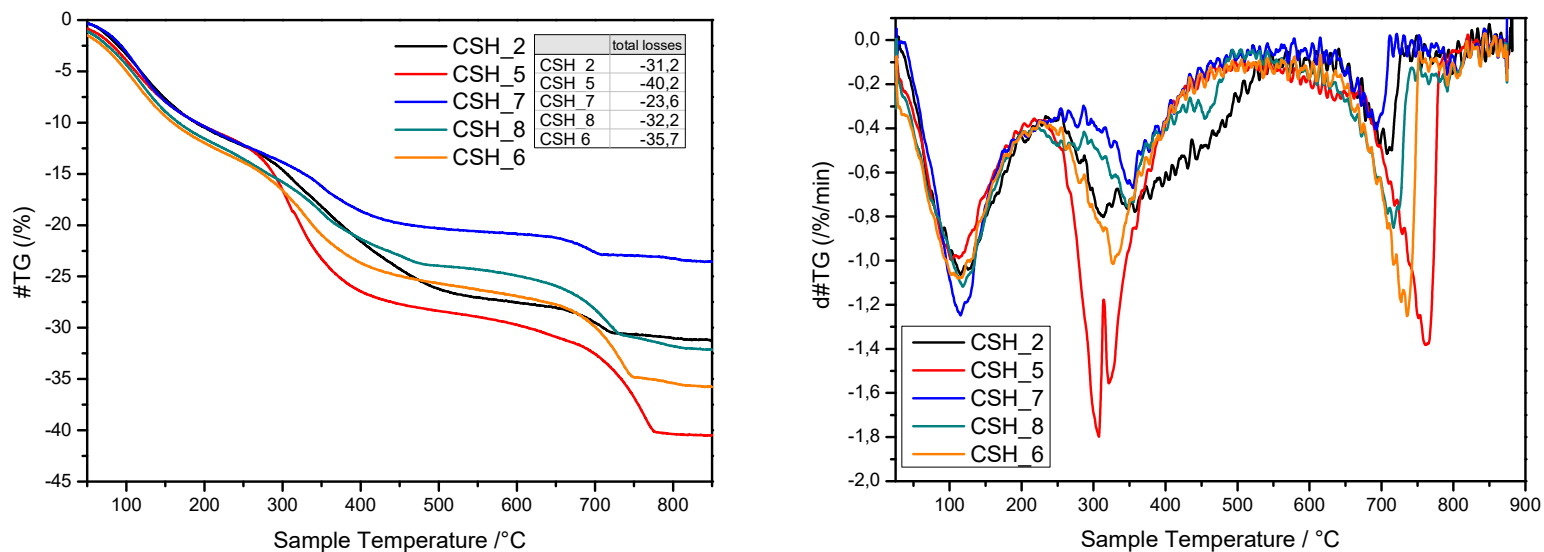 0
-5
-10
-15
-20
-25
-30
-35
-40
-45
#TG (/%)
100 200 300 400 500 600 700 800
Sample Temperature /°C
CSH_2
CSH_5
CSH_7
CSH_8
CSH_6
total losses
CSH_2 -31,2
CSH_5 -40,2
CSH_7 -23,6
CSH_8 -32,2
CSH 6 -35,7
0,0
-0,2
-0,4
-0,6
-0,8
-1,0
-1,2
-1,4
-1,6
-1,8
-2,0
d#TG (/%/min)
100 200 300 400 500 600 700 800 900
Sample Temperature / °C
CSH_2
CSH_5
CSH_7
CSH_8
CSH_6